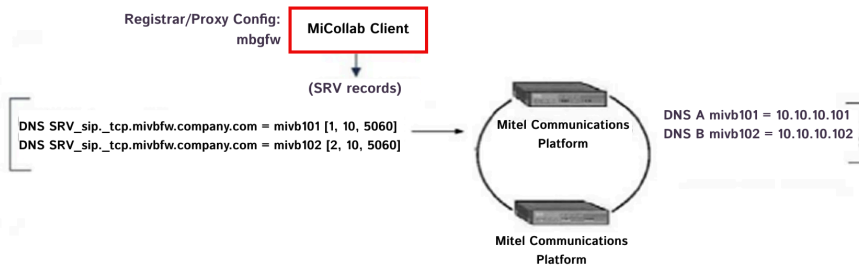 Registrar/Proxy Config:
mbgfw
MiCollab Client
(SRV records)
DNS SRV_sip._tcp.mivbfw.company.com = mivb101 [1, 10, 5060]
DNS SRV_sip._tcp.mivbfw.company.com = mivb102 [2, 10, 5060]
Mitel Communications
Platform
DNS A mivb101 = 10.10.10.101
DNS B mivb102 = 10.10.10.102
Mitel Communications
Platform